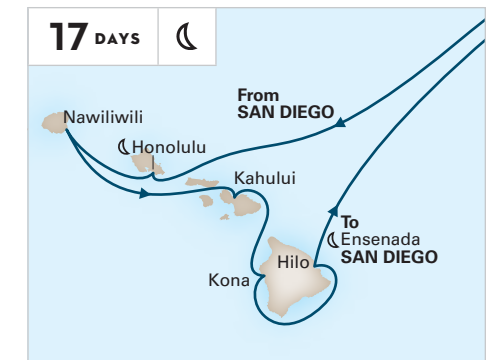 17 DAYS
From
SAN DIEGO
Nawiliwili
Honolulu
Kahului
To
Ensenada
SAN DIEGO
Hilo
Kona